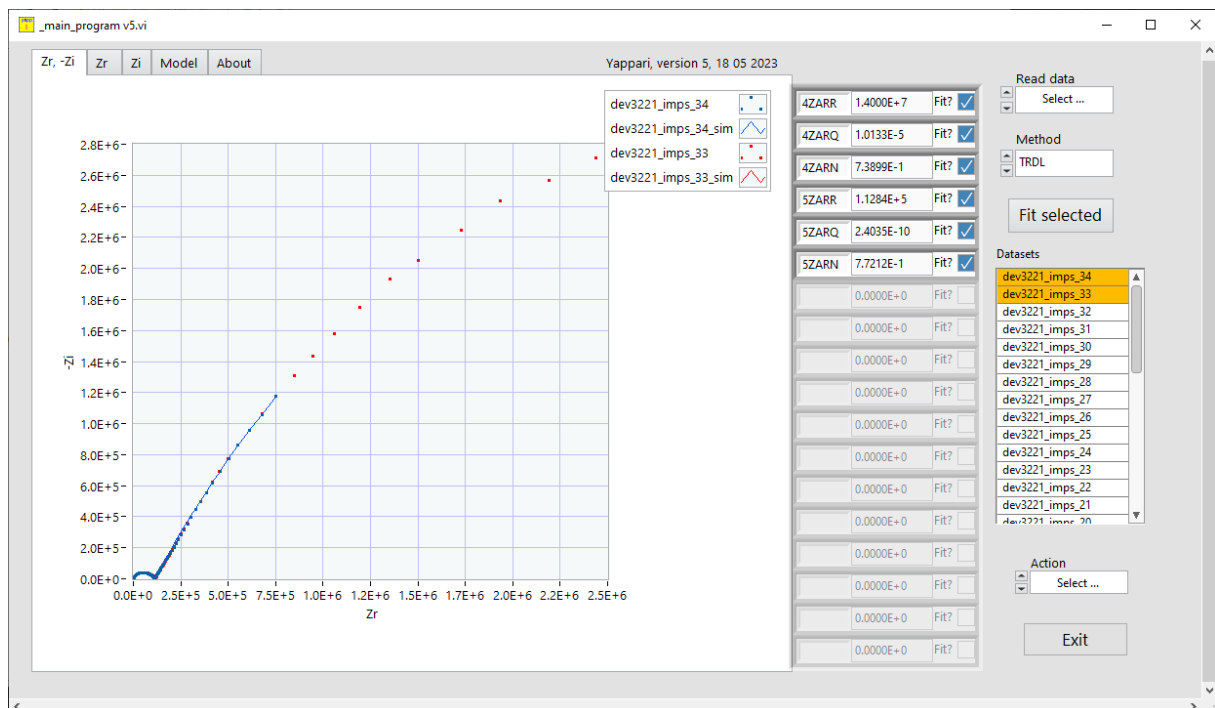 _main_program v5.vi
Zr, -Zi
Zr
Zi
Model
About
Yappari, version 5, 18 05 2023
dev3221_imps_34
dev3221_imps_34_sim
dev3221_imps_33
dev3221_imps_33_sim
-Zi
2.8E+6
2.6E+6
2.4E+6
2.2E+6
2.0E+6
1.8E+6
1.6E+6
1.4E+6
1.2E+6
1.0E+6
8.0E+5
6.0E+5
4.0E+5
2.0E+5
0.0E+0
0.0E+0 2.5E+5 5.0E+5 7.5E+5 1.0E+6 1.2E+6 1.5E+6 1.7E+6 2.0E+6 2.3E+6 2.5E+6
Zr
4ZARR 1.4000E+7 Fit?
4ZARQ 1.0133E-5 Fit?
4ZARN 7.3899E-1 Fit?
5ZARR 1.1284E+5 Fit?
5ZARQ 2.4035E-10 Fit?
5ZARN 7.7212E-1 Fit?
0.0000E+0 Fit?
0.0000E+0 Fit?
0.0000E+0 Fit?
0.0000E+0 Fit?
0.0000E+0 Fit?
0.0000E+0 Fit?
0.0000E+0 Fit?
0.0000E+0 Fit?
0.0000E+0 Fit?
0.0000E+0 Fit?
0.0000E+0 Fit?
0.0000E+0 Fit?
Read data
Select ...
Method
TRDL
Fit selected
Datasets
dev3221_imps_34
dev3221_imps_33
dev3221_imps_32
dev3221_imps_31
dev3221_imps_30
dev3221_imps_29
dev3221_imps_28
dev3221_imps_27
dev3221_imps_26
dev3221_imps_25
dev3221_imps_24
dev3221_imps_23
dev3221_imps_22
dev3221_imps_21
dev3221_imps_20
Action
Select ...
Exit